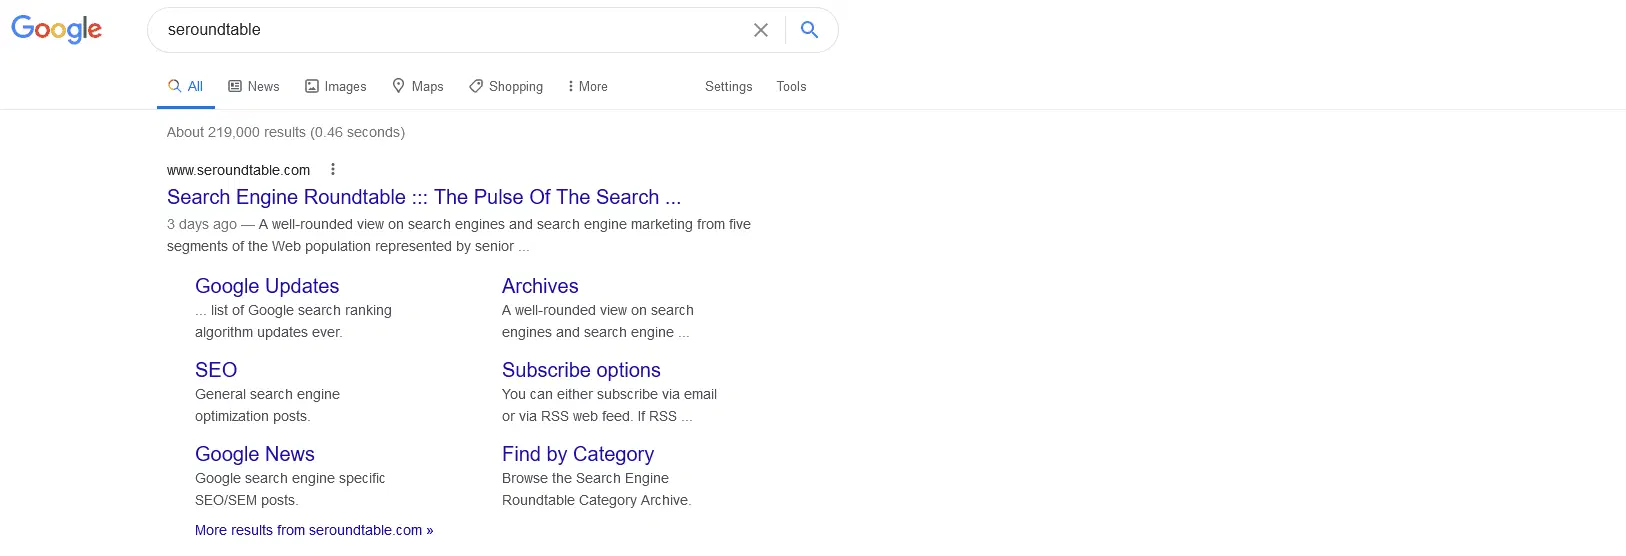 Google
seroundtable
All News Images Maps Shopping More Settings Tools
About 219,000 results (0.46 seconds)
www.seroundtable.com
Search Engine Roundtable ::: The Pulse Of The Search ...
3 days ago — A well-rounded view on search engines and search engine marketing from five
segments of the Web population represented by senior ...
Google Updates
... list of Google search ranking
algorithm updates ever.
Archives
A well-rounded view on search
engines and search engine ...
SEO
General search engine
optimization posts.
Subscribe options
You can either subscribe via email
or via RSS web feed. If RSS ...
Google News
Google search engine specific
SEO/SEM posts.
Find by Category
Browse the Search Engine
Roundtable Category Archive.
More results from seroundtable.com »